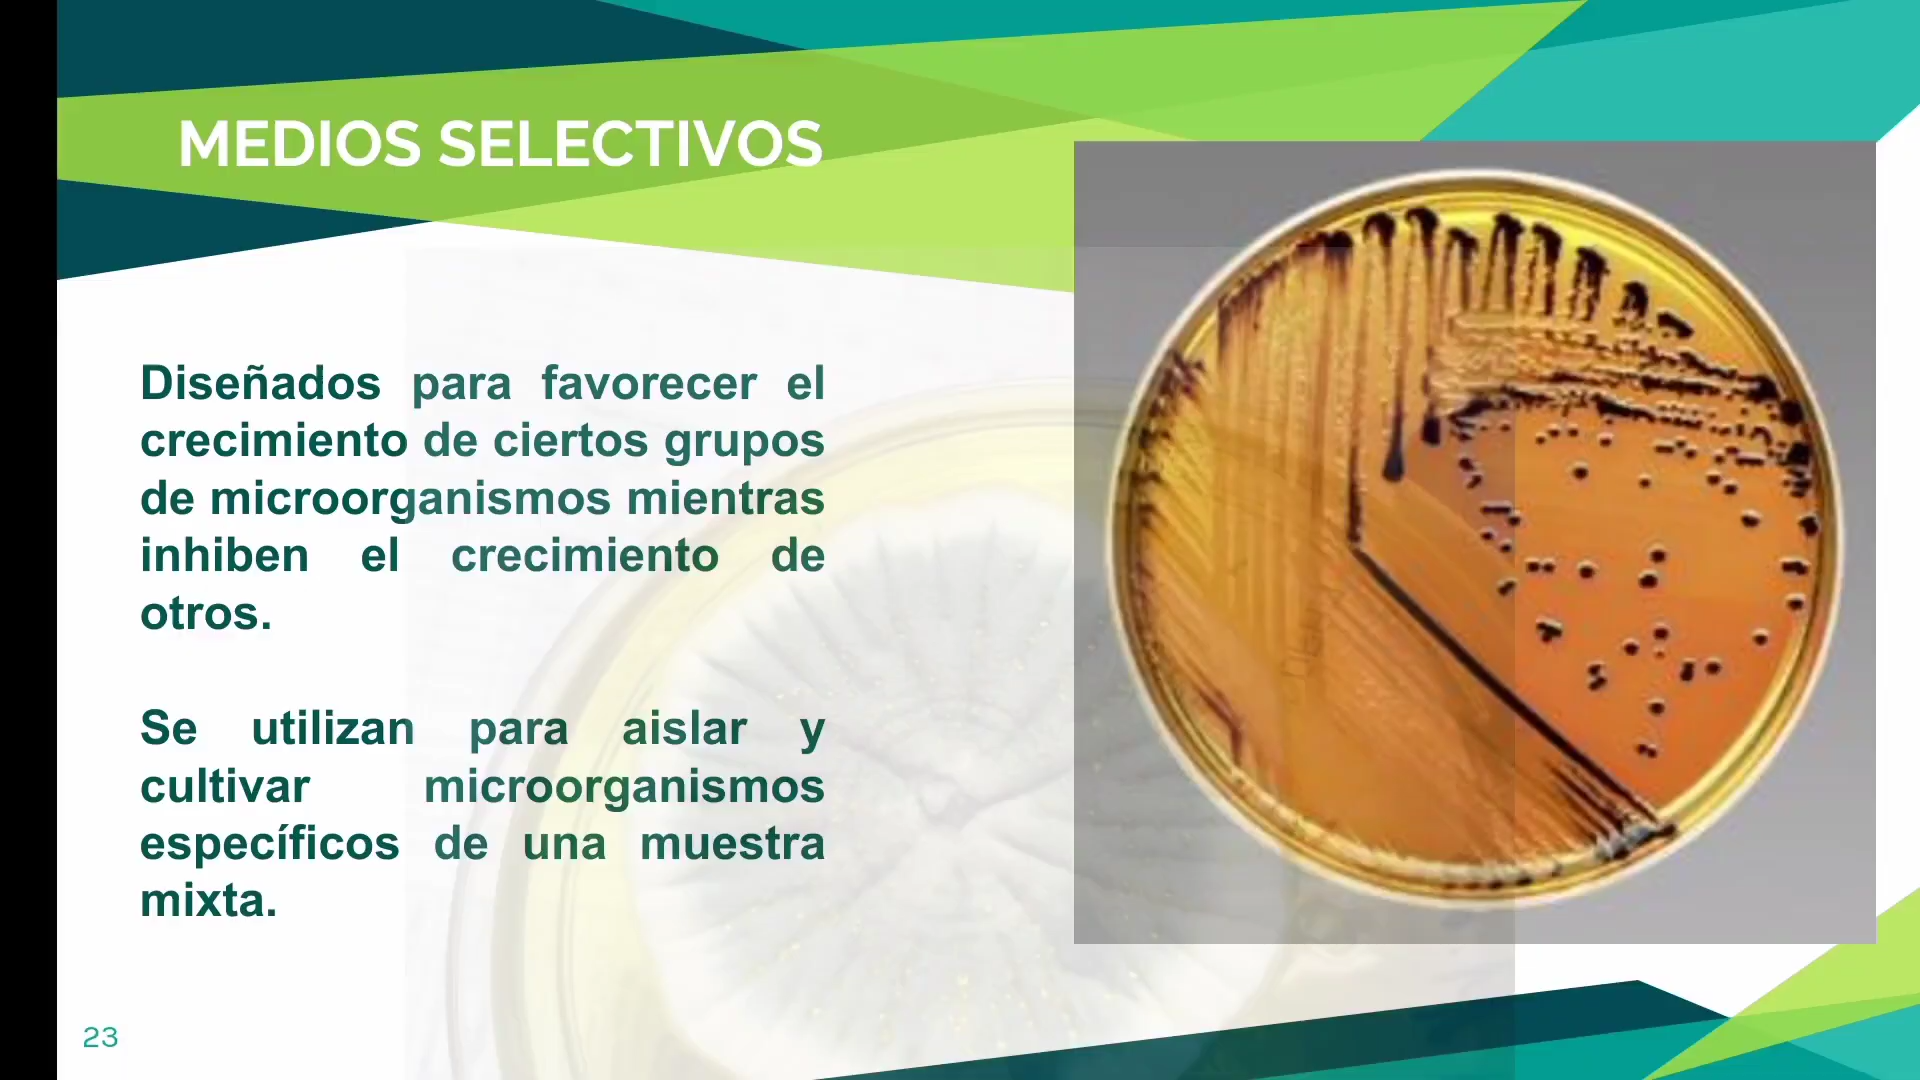 MEDIOS SELECTIVOS
Diseñados para favorecer el
crecimiento de ciertos grupos
de microorganismos mientras
inhiben el crecimiento de
otros.
Se utilizan para aislar y
cultivar microorganismos
específicos de una muestra
mixta.
23